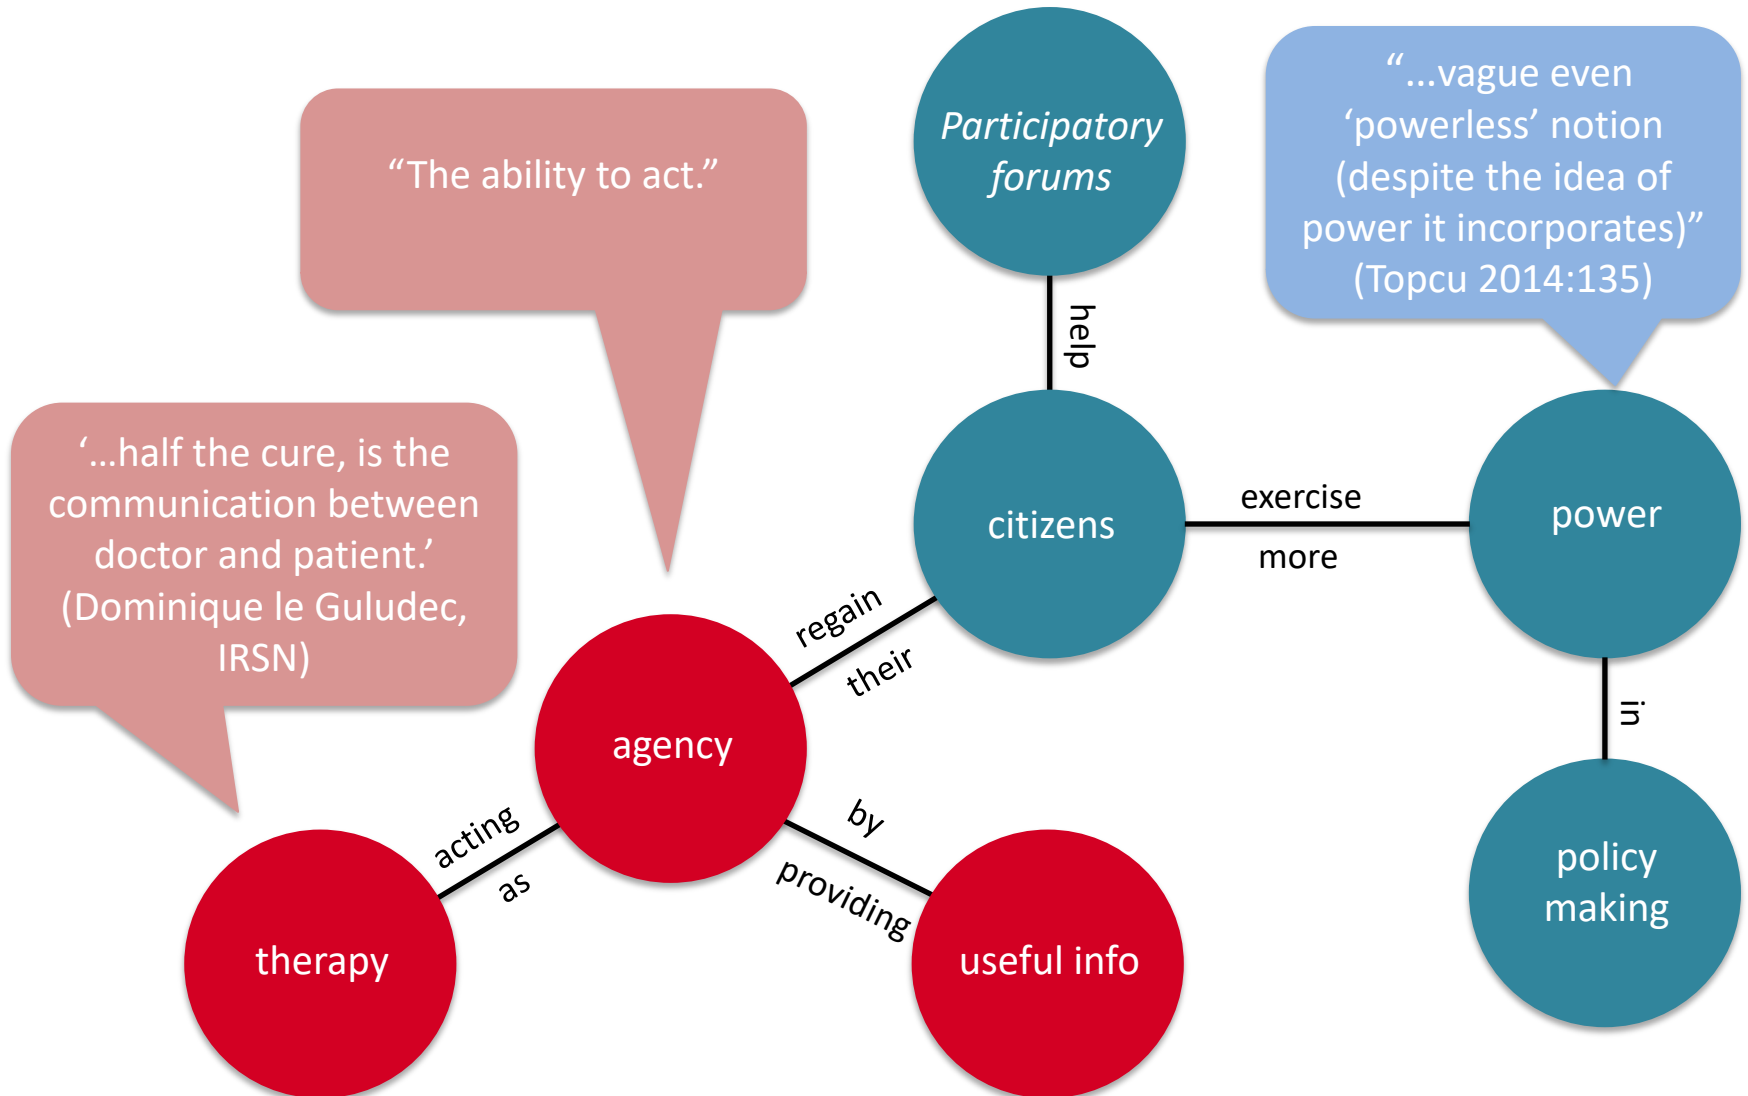 Participatory
forums
“...vague even
‘powerless’ notion
(despite the idea of
power it incorporates)”
(Topcu 2014:135)
“The ability to act.”
help
‘...half the cure, is the
communication between
doctor and patient.’
(Dominique le Guludec,
IRSN)
citizens
exercise
more
power
regain
their
in
agency
acting
as
by
providing
policy
making
therapy
useful info